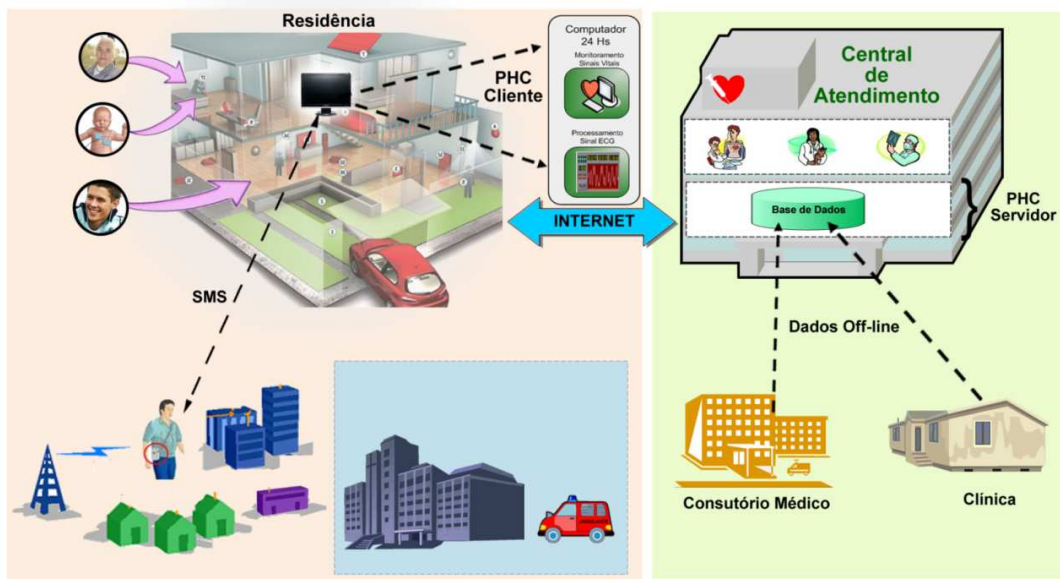 Residência
PHC
Cliente
Computador
24 Hs
Monitoramento
Sinais Vitais
Processamento
Sinal ECG
INTERNET
SMS
Central
de
Atendimento
Base de Dados
PHC
Servidor
Dados Off-line
Consutório Médico
Clínica